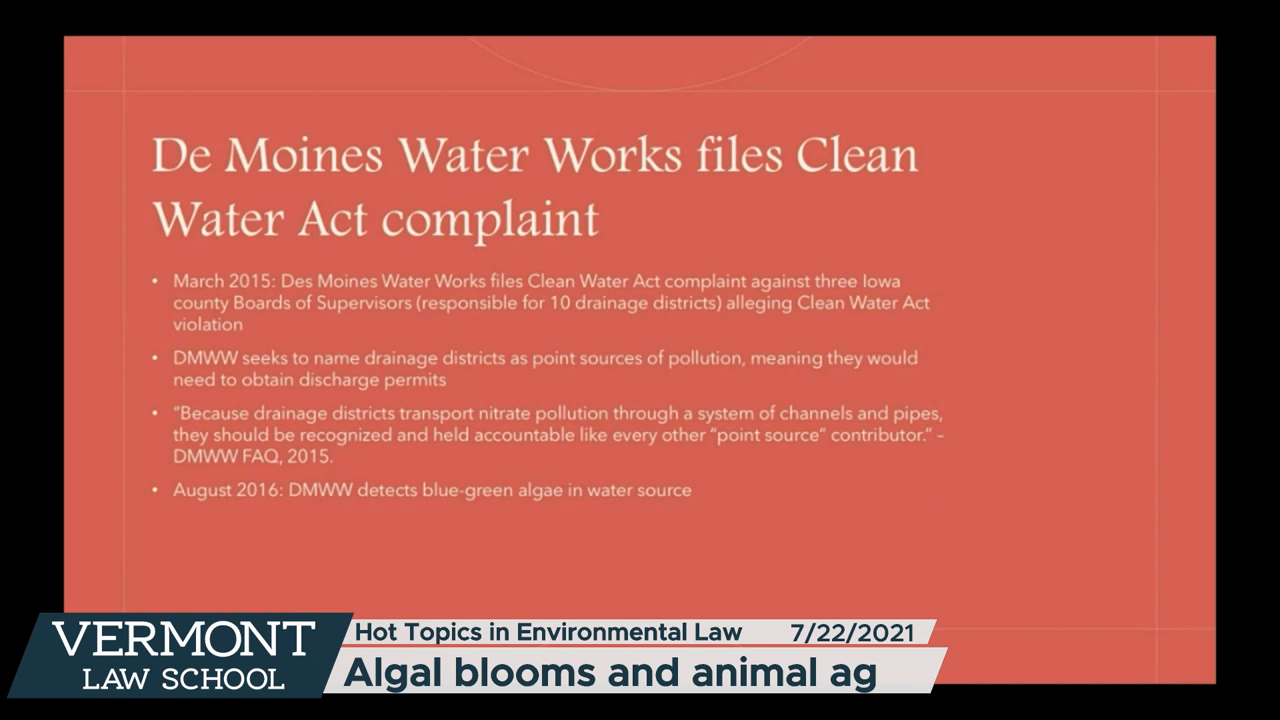 De Moines Water Works files Clean
Water Act complaint
• March 2015: Des Moines Water Works files Clean Water Act complaint against three Iowa
county Boards of Supervisors (responsible for 10 drainage districts) alleging Clean Water Act
violation
• DMWW seeks to name drainage districts as point sources of pollution, meaning they would
need to obtain discharge permits
• “Because drainage districts transport nitrate pollution through a system of channels and pipes,
they should be recognized and held accountable like every other “point source” contributor.” –
DMWW FAQ, 2015.
• August 2016: DMWW detects blue-green algae in water source
VERMONT
LAW SCHOOL
Hot Topics in Environmental Law 7/22/2021
Algal blooms and animal ag